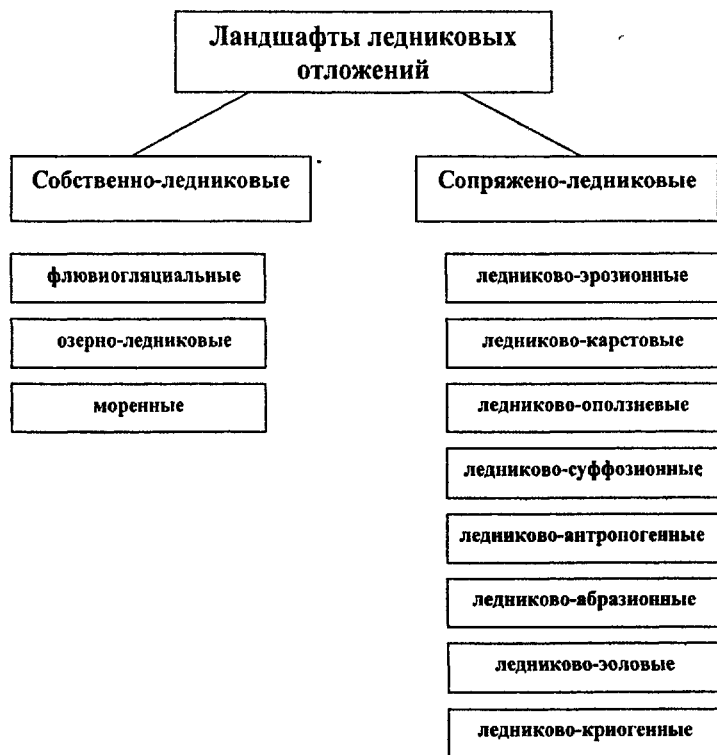 Ландшафты ледниковых
отложений
Собственно-ледниковые
Сопряжено-ледниковые
флювиогляциальные
озерно-ледниковые
моренные
ледниково-эрозионные
ледниково-карстовые
ледниково-оползневые
ледниково-суффозионные
ледниково-антропогенные
ледниково-абразионные
ледниково-эоловые
ледниково-криогенные